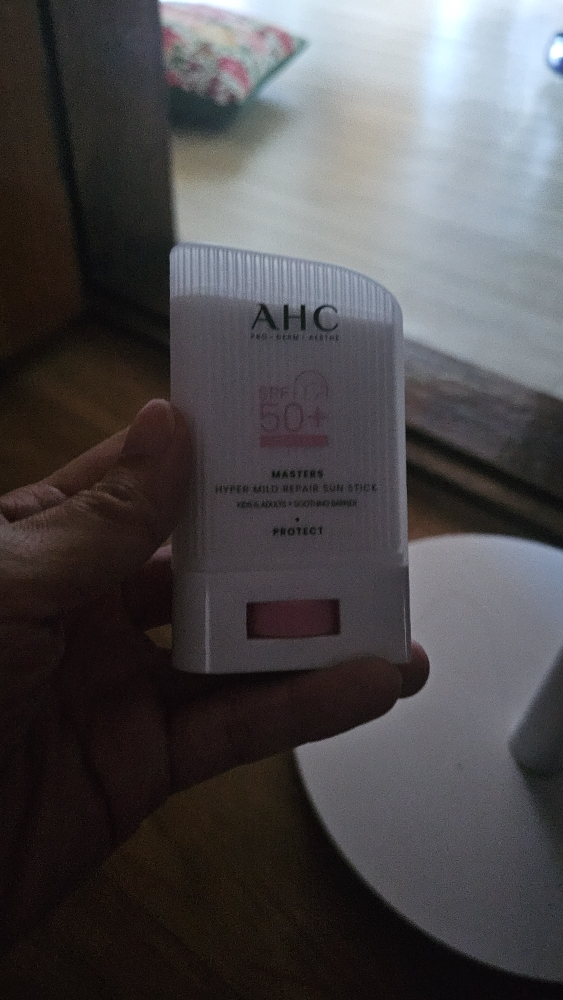 AHC
PRO · DERM | AESTHE
SPF
50+
MASTERS
HYPER MILD REPAIR SUN STICK
KIDS & ADULTS + SOOTHING BARRIER
+
PROTECT